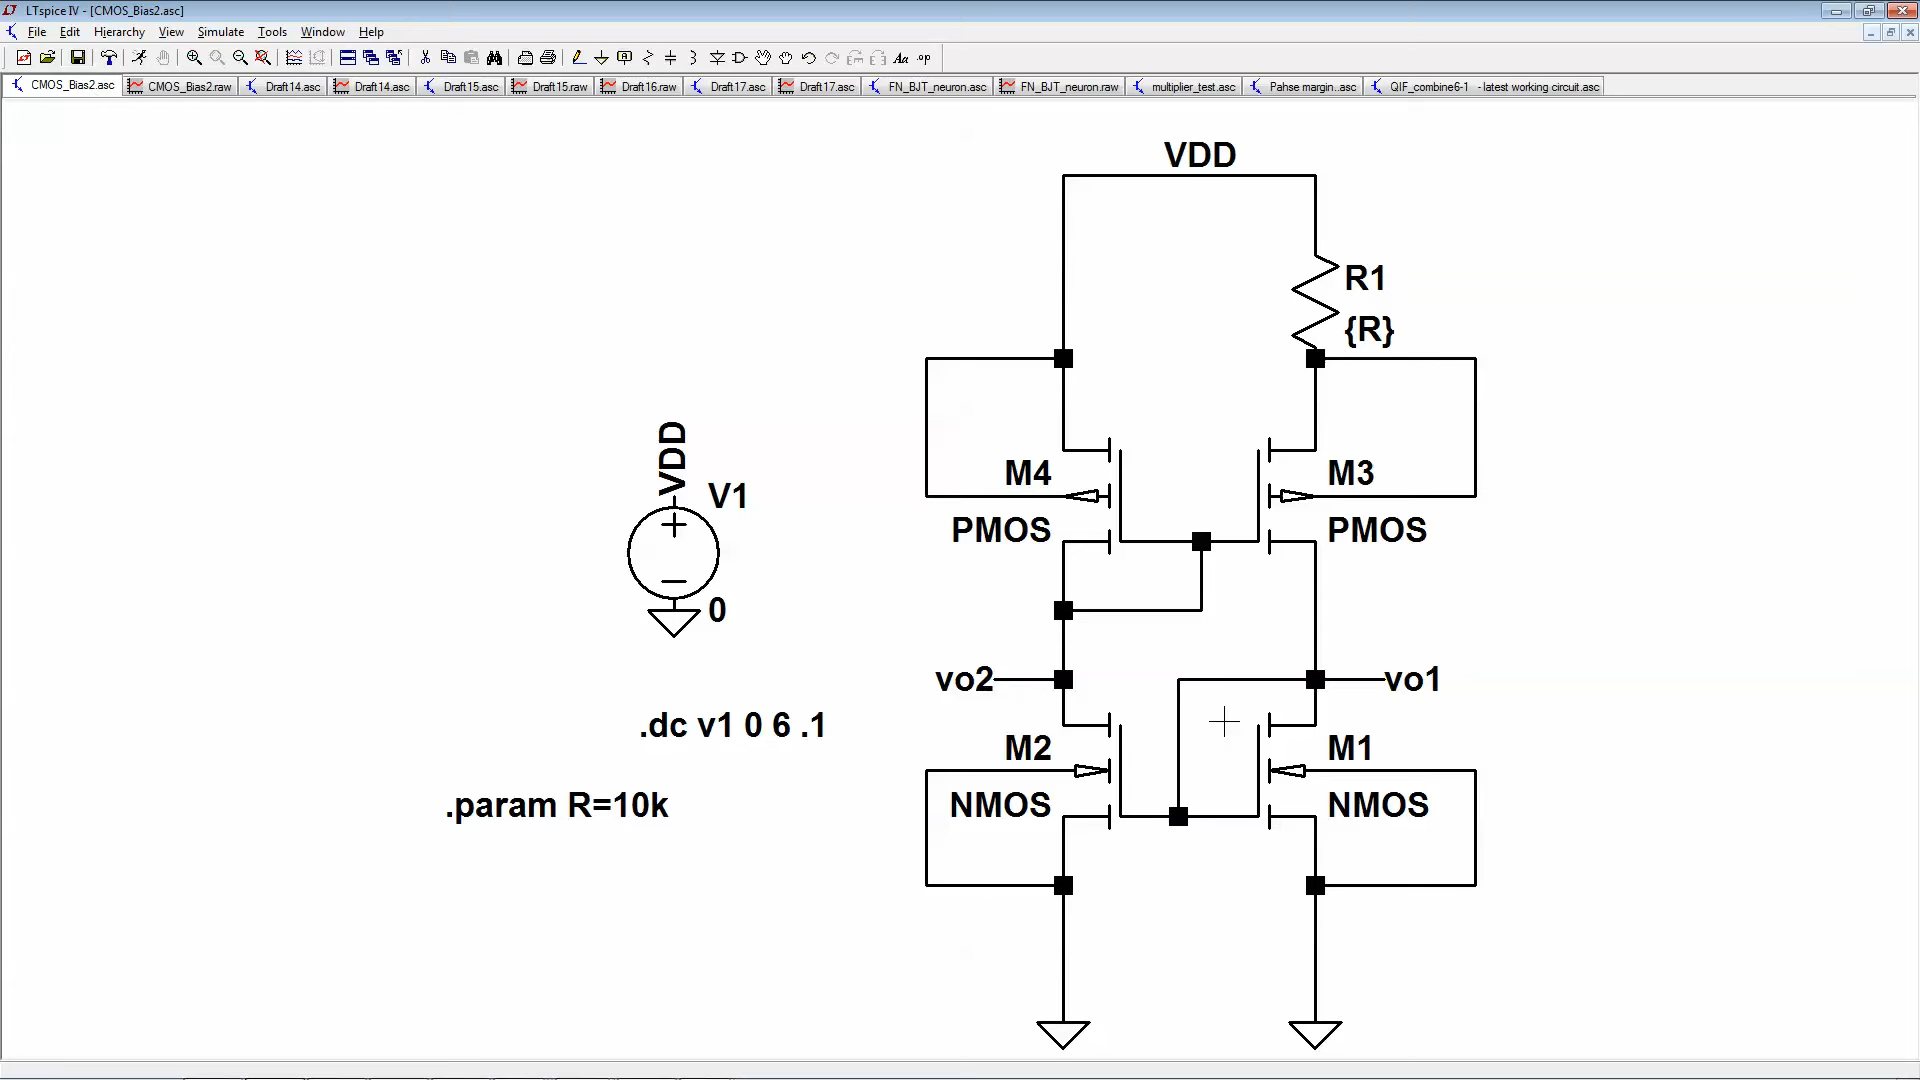 LTspice IV - [CMOS_Bias2.asc]
File Edit Hierarchy View Simulate Tools Window Help
Aa .op
CMOS_Bias2.asc CMOS_Bias2.raw Draft14.asc Draft14.asc Draft15.asc Draft15.raw Draft16.raw Draft17.asc Draft17.asc FN_BJT_neuron.asc FN_BJT_neuron.raw multiplier_test.asc Pahse margin..asc QIF_combine6-1 - latest working circuit.asc
VDD
R1
{R}
VDD
V1
M4
M3
PMOS
PMOS
0
vo2
vo1
.dc v1 0 6 .1
M2
M1
.param R=10k
NMOS
NMOS